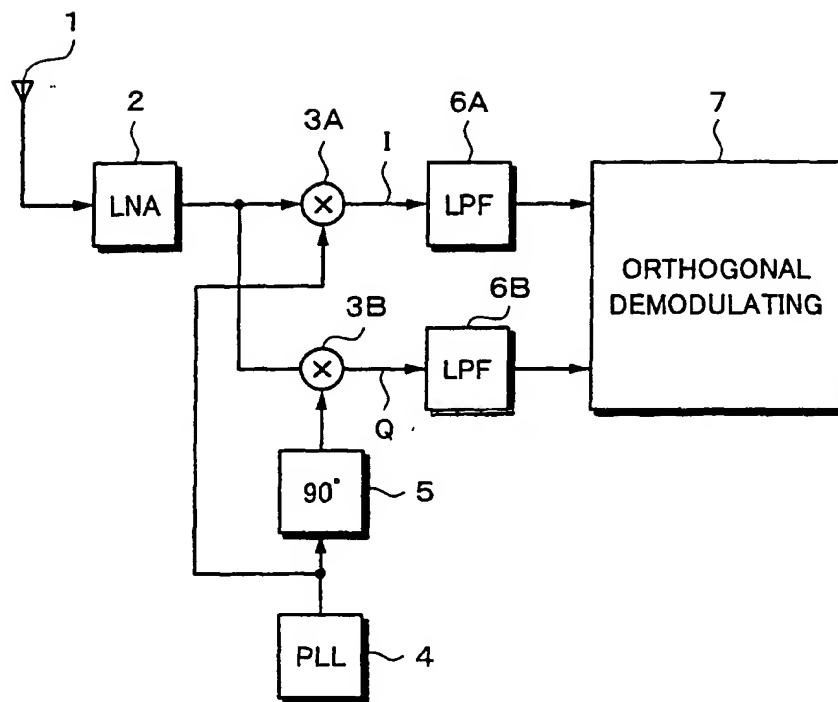 1
2
3A
I
6A
7
LNA
LPF
ORTHOGONAL
DEMODULATING
3B
6B
LPF
Q
90°
5
PLL
4